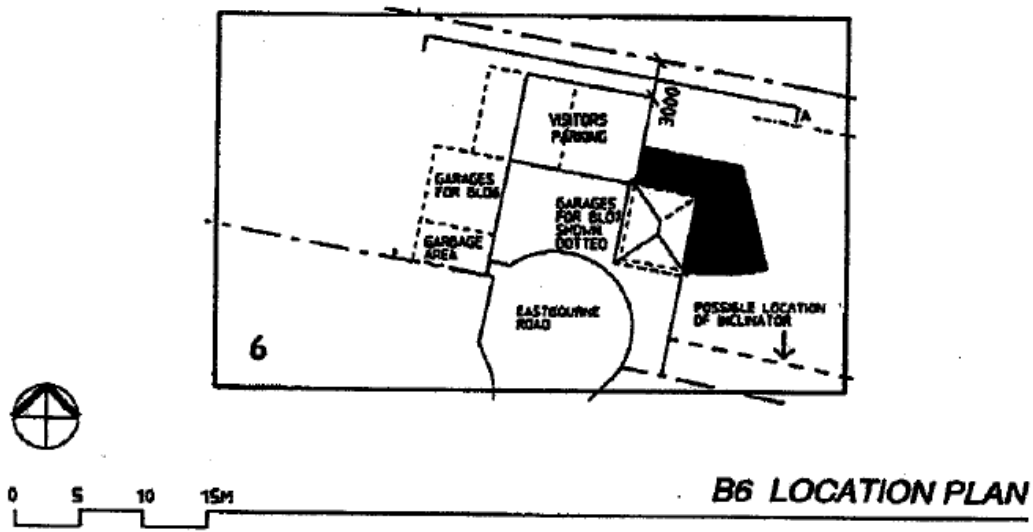 VISITORS
PARKING
3000
A
GARAGES
FOR BLDG
GARAGES
FOR BLDG
SHOWN
DOTTED
GARBAGE
AREA
EASTBOURNE
ROAD
POSSIBLE LOCATION
OF INCLINATOR
6
0 5 10 15M
B6 LOCATION PLAN